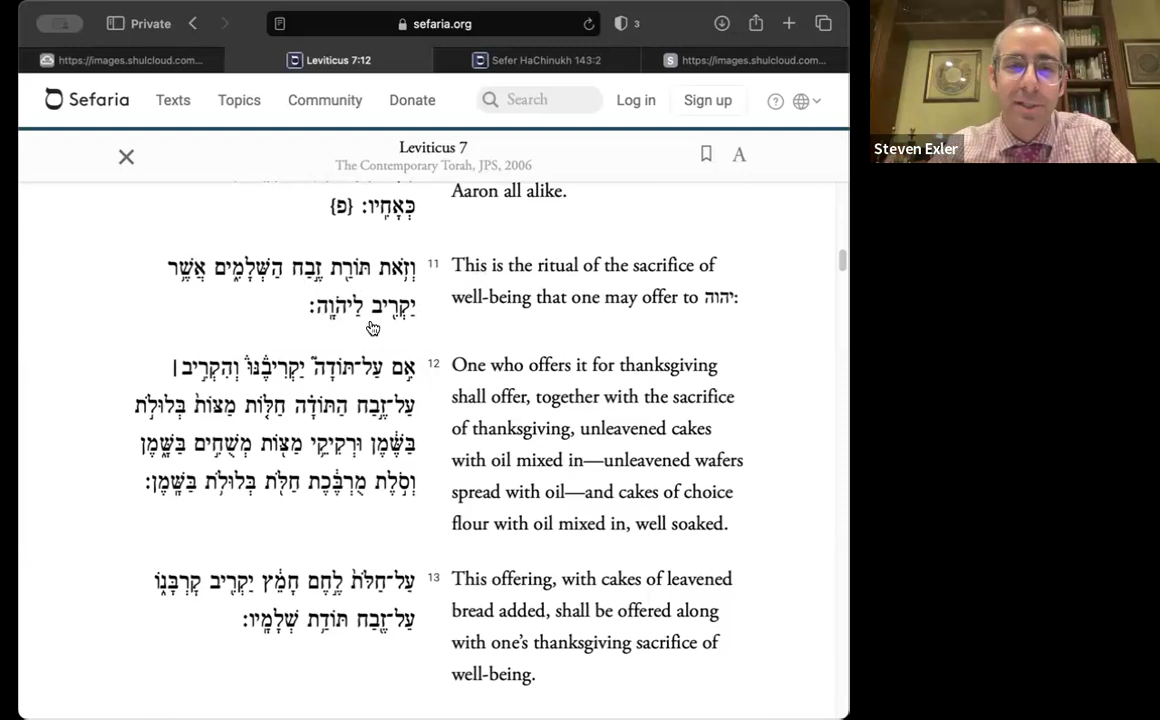 Private
sefaria.org
3
https://images.shulcloud.com...
Leviticus 7:12
Sefer HaChinukh 143:2
S https://images.shulcloud.com...
Sefaria
Texts
Topics
Community
Donate
Search
Log in
Sign up
Leviticus 7
The Contemporary Torah, JPS, 2006
A
Aaron all alike.
כְּאָחִֽיו׃ {פ}
11
וְזֹ֥את תּוֹרַ֖ת זֶ֣בַח הַשְּׁלָמִ֑ים אֲשֶׁ֥ר
יַקְרִ֖יב לַיהֹוָֽה׃
This is the ritual of the sacrifice of
well-being that one may offer to יהוה:
12
אִ֣ם עַל־תּוֹדָה֮ יַקְרִיבֶ֒נּוּ֒ וְהִקְרִ֣יב ׀
עַל־זֶ֣בַח הַתּוֹדָ֗ה חַלּ֤וֹת מַצּוֹת֙ בְּלוּלֹ֣ת
בַּשֶּׁ֔מֶן וּרְקִיקֵ֥י מַצּ֖וֹת מְשֻׁחִ֣ים בַּשָּׁ֑מֶן
וְסֹ֣לֶת מֻרְבֶּ֔כֶת חַלֹּ֖ת בְּלוּלֹ֥ת בַּשָּֽׁמֶן׃
One who offers it for thanksgiving
shall offer, together with the sacrifice
of thanksgiving, unleavened cakes
with oil mixed in—unleavened wafers
spread with oil—and cakes of choice
flour with oil mixed in, well soaked.
13
עַל־חַלֹּת֙ לֶ֣חֶם חָמֵ֔ץ יַקְרִ֖יב קׇרְבָּנ֑וֹ
עַל־זֶ֖בַח תּוֹדַ֥ת שְׁלָמָֽיו׃
This offering, with cakes of leavened
bread added, shall be offered along
with one’s thanksgiving sacrifice of
well-being.
Steven Exler